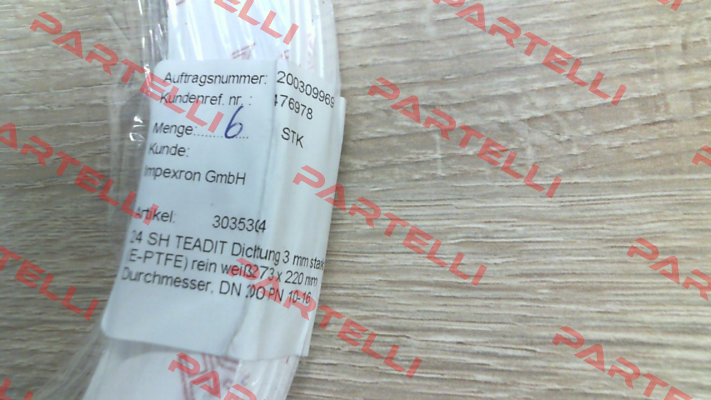 Auftragsnummer: 200309969
Kundenref. nr.: 476978
Menge: 6 STK
Kunde:
Impexron GmbH
Artikel: 3035304
24 SH TEADIT Dichtung 3 mm
(E-PTFE) rein weiß 273 x 220 mm
Durchmesser, DN 200 PN 10-16
PARTELLI
PARTELLI
PARTELLI
PARTELLI
PARTELLI
PARTELLI
PARTELLI
PARTELLI
PARTELLI